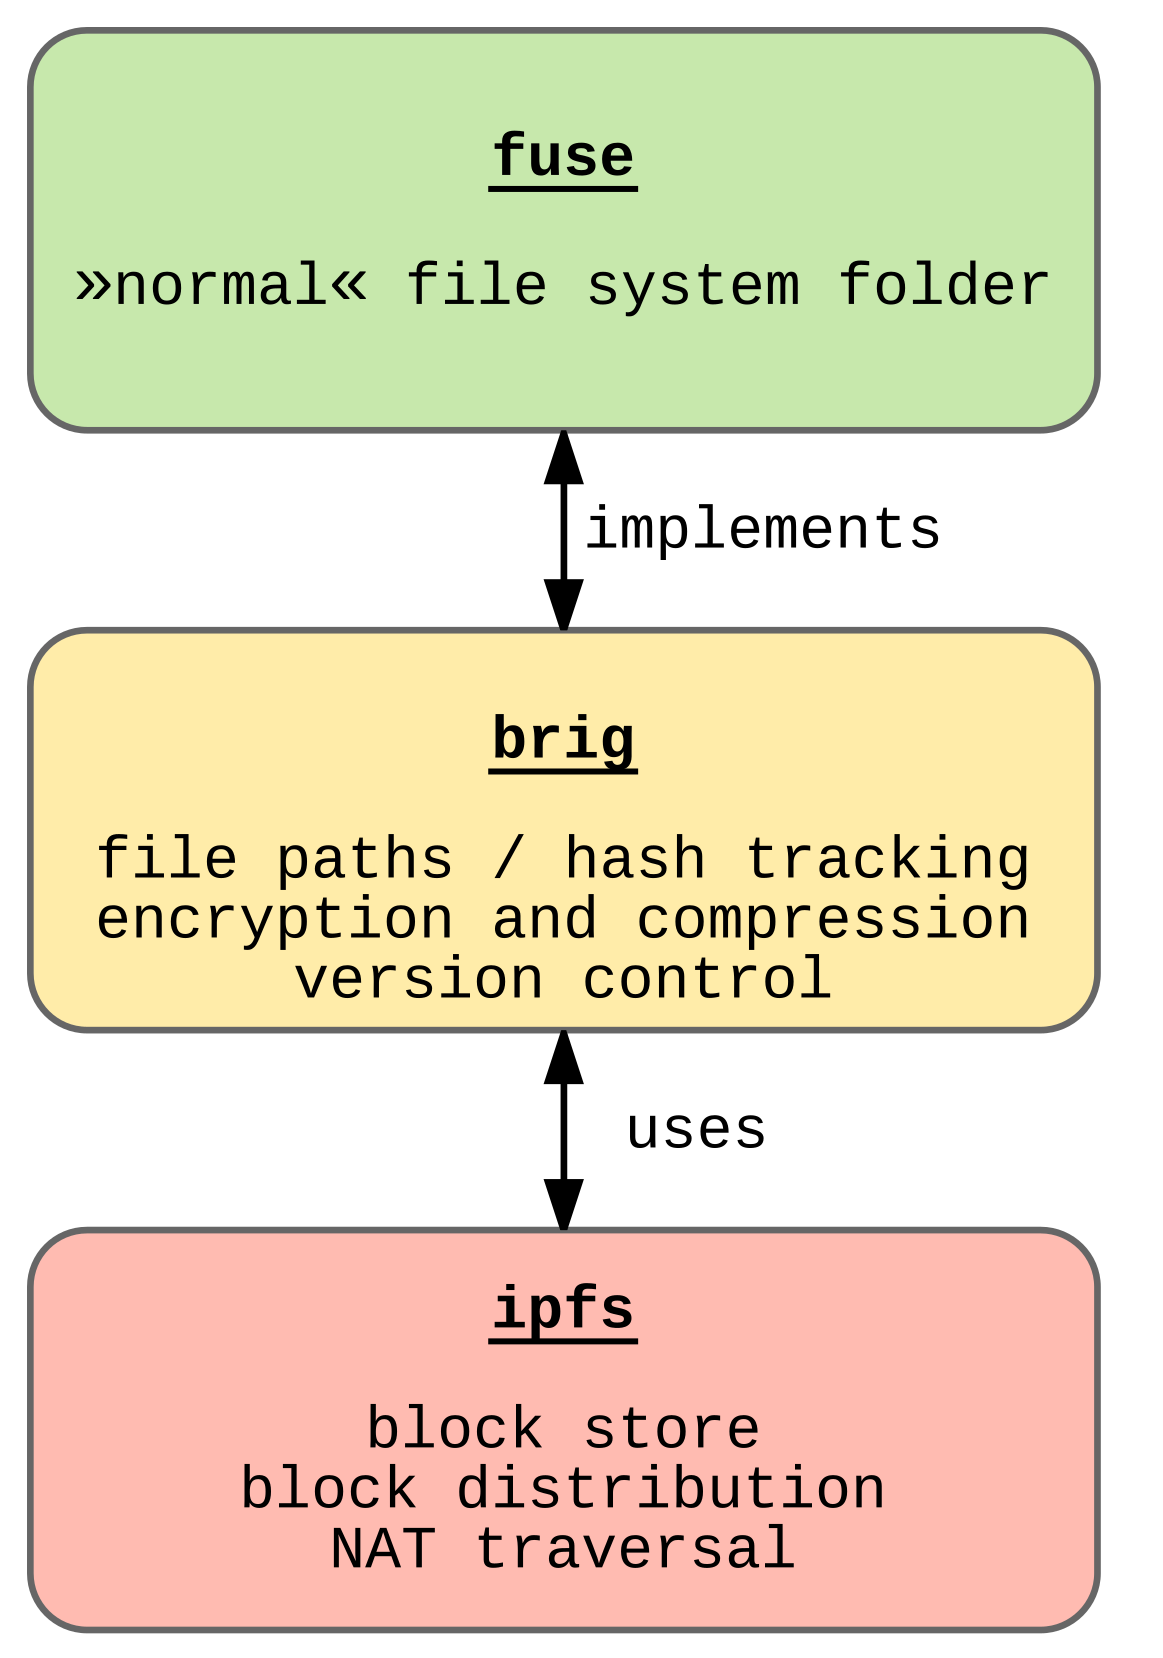 fuse
»normal« file system folder
implements
brig
file paths / hash tracking
encryption and compression
version control
uses
ipfs
block store
block distribution
NAT traversal